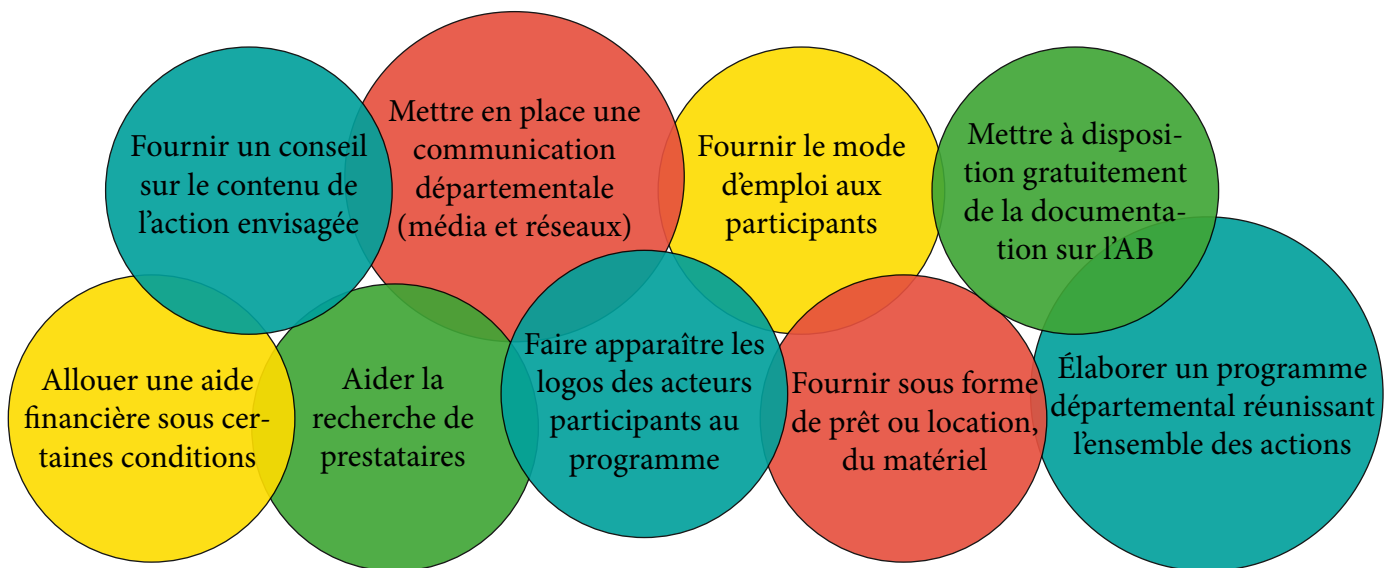 Fournir un conseil
sur le contenu de
l’action envisagée
Mettre en place une
communication
départementale
(média et réseaux)
Fournir le mode
d’emploi aux
participants
Mettre à disposi-
tion gratuitement
de la documenta-
tion sur l’AB
Allouer une aide
financière sous cer-
taines conditions
Aider la
recherche de
prestataires
Faire apparaître les
logos des acteurs
participants au
programme
Fournir sous forme
de prêt ou location,
du matériel
Élaborer un programme
départemental réunissant
l’ensemble des actions